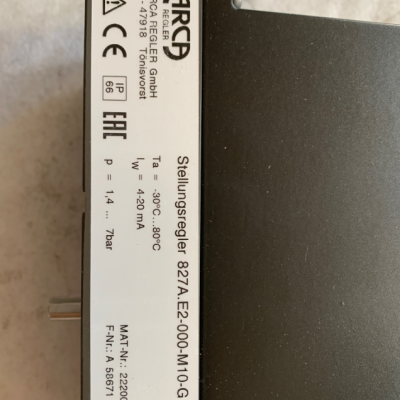 ARCA
REGLER
ARCA REGLER GmbH
- 47918 Tönisvorst
CE
IP
66
EAC
Stellungsregler 827A.E2-000-M10-G
Ta = -30°C...80°C
Iw = 4-20 mA
p = 1,4 ... 7bar
MAT-Nr.: 2220
F-Nr.: A 58671